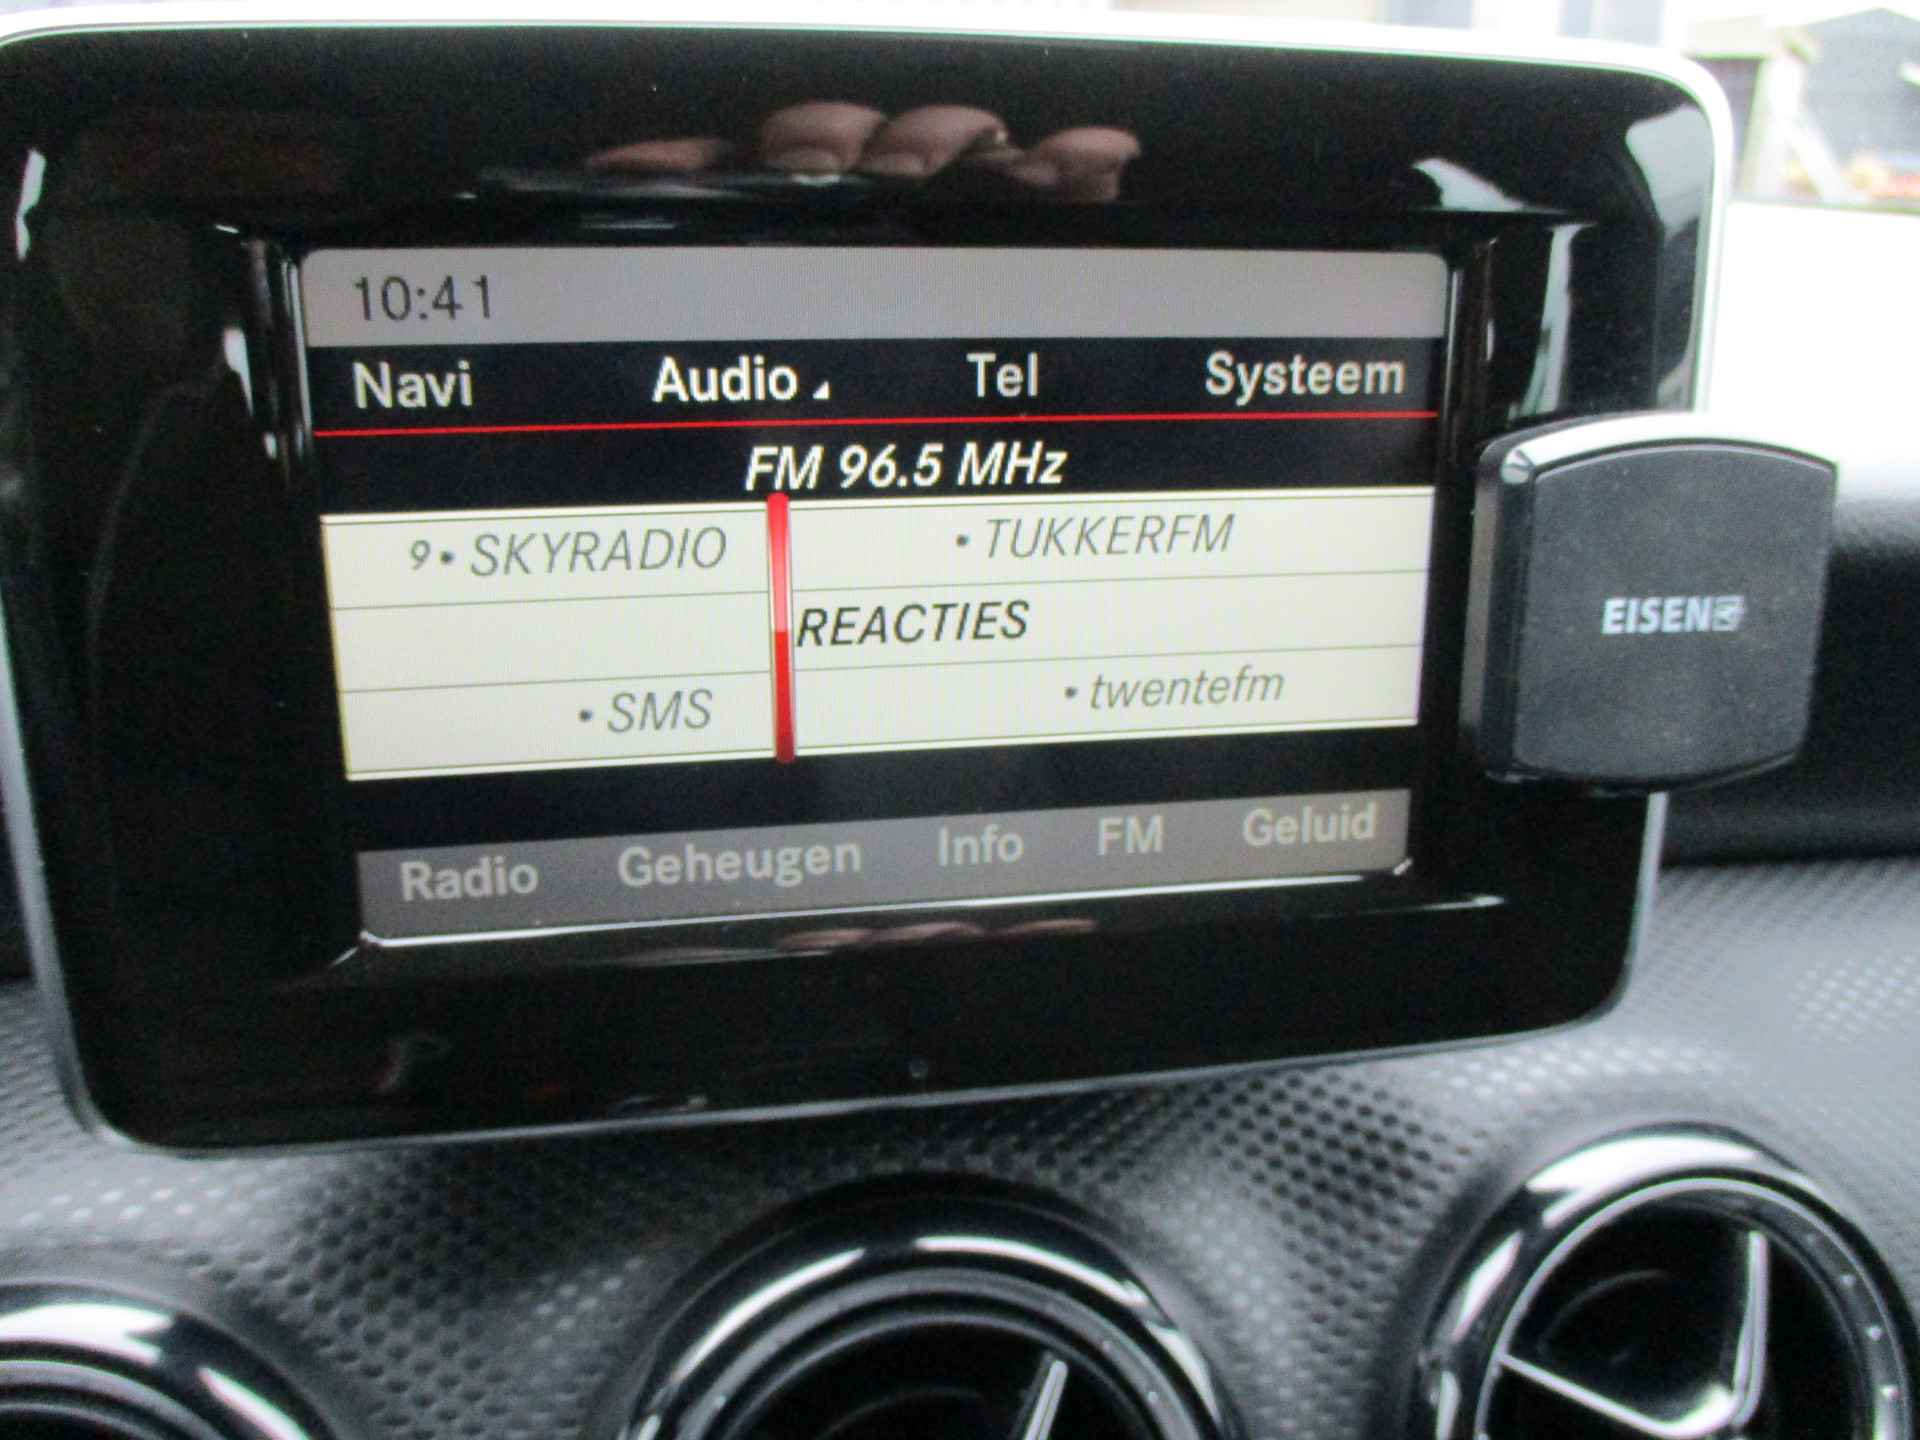 10:41
Navi Audio Tel Systeem
FM 96.5 MHz
9 • SKYRADIO • TUKKERFM
REACTIES
• SMS • twentefm
Radio Geheugen Info FM Geluid
EISENZ